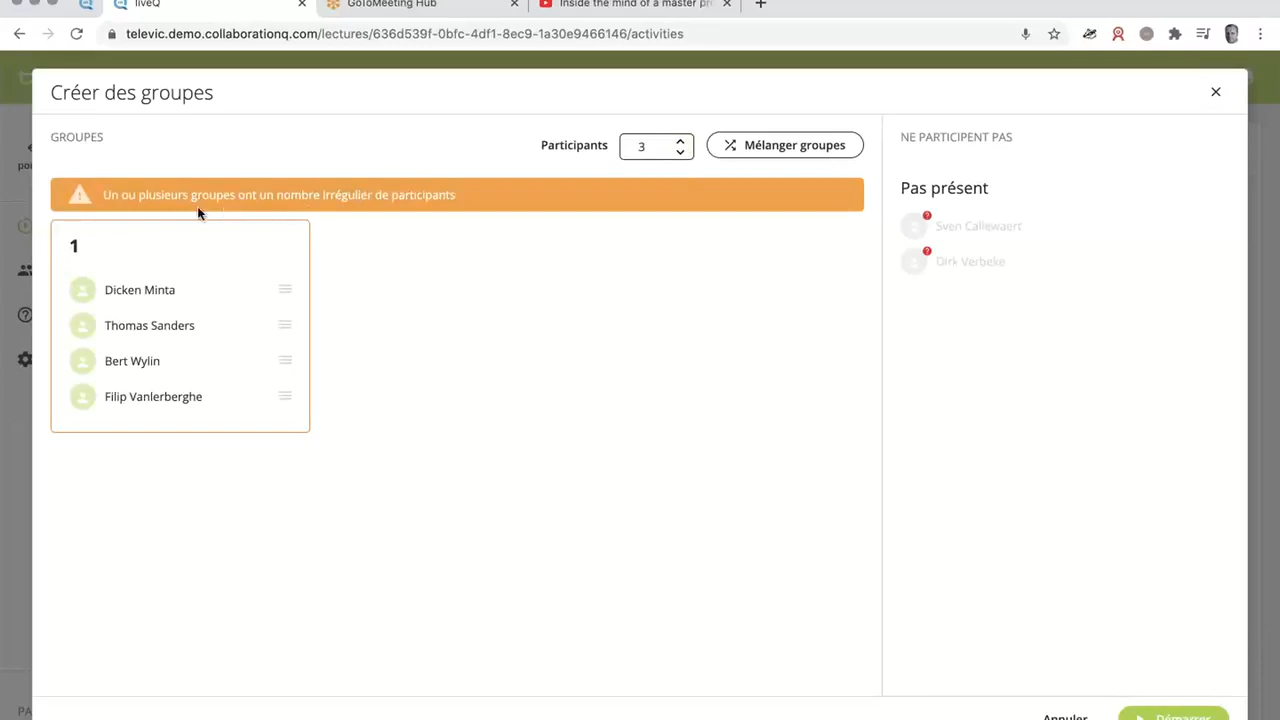 liveQ
GoToMeeting Hub
Inside the mind of a master pr
televic.demo.collaborationq.com/lectures/636d539f-0bfc-4df1-8ec9-1a30e9466146/activities
Créer des groupes
GROUPES
Participants
3
Mélanger groupes
NE PARTICIPENT PAS
Un ou plusieurs groupes ont un nombre irrégulier de participants
Pas présent
Sven Callewaert
Dirk Verbeke
1
Dicken Minta
Thomas Sanders
Bert Wylin
Filip Vanlerberghe
Annuler
Démarrer